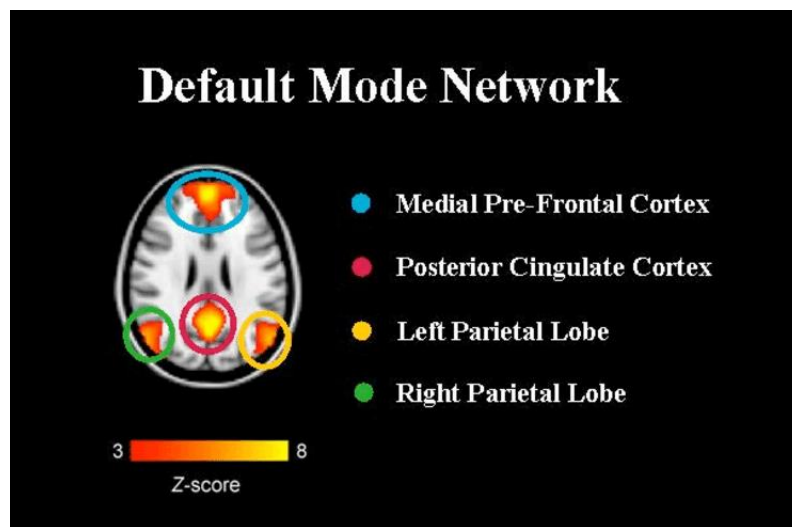 Default Mode Network
Medial Pre-Frontal Cortex
Posterior Cingulate Cortex
Left Parietal Lobe
Right Parietal Lobe
3 8
Z-score